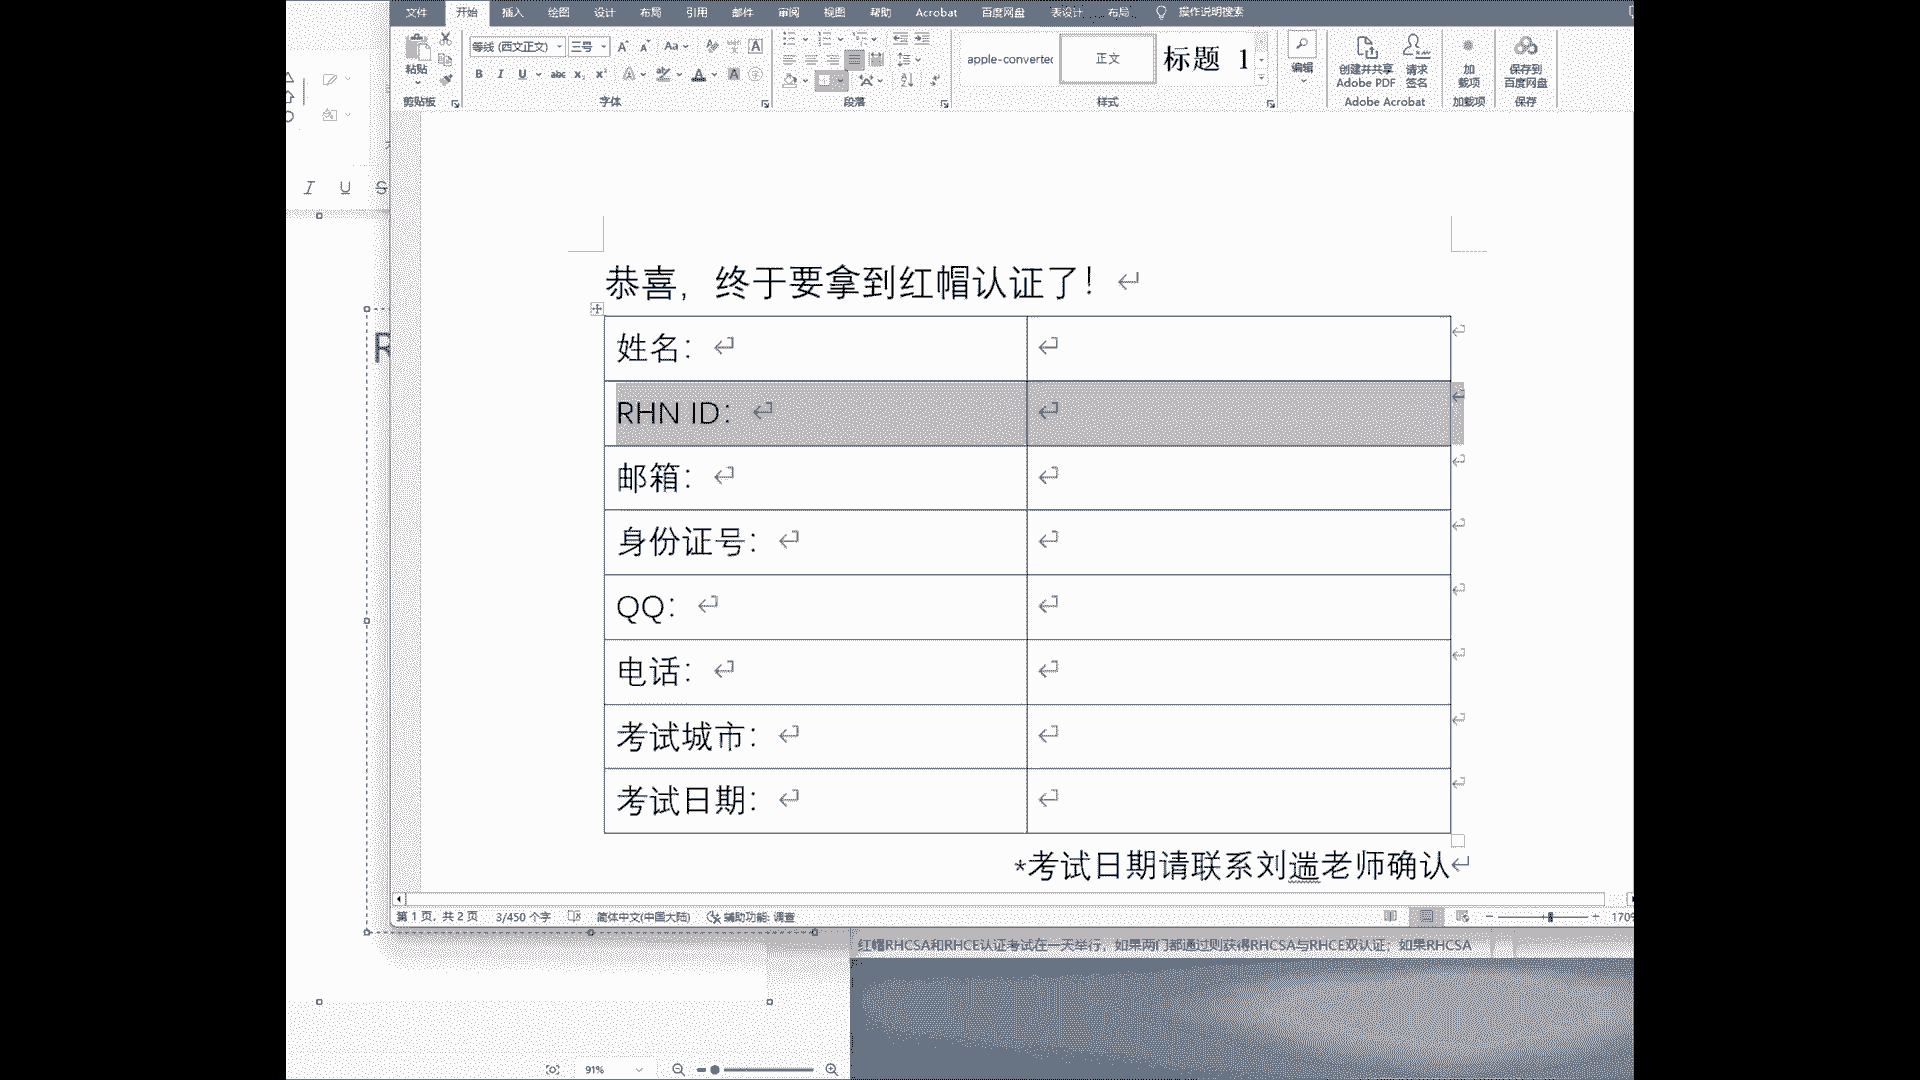 文件 开始 插入 绘图 设计 布局 引用 邮件 审阅 视图 帮助 Acrobat 百度网盘 表设计 布局 操作说明搜索
等线 (西文正文) 三号 Aa
apple-converted 正文 标题 1
粘贴 编辑 创建并共享 Adobe PDF 请求签名 加载项 保存到百度网盘
B I U abc x₂ x² A
剪贴板 字体 段落 样式 Adobe Acrobat 加载项 保存
I U S
恭喜，终于要拿到红帽认证了！
姓名：
R
RHN ID：
邮箱：
身份证号：
QQ：
电话：
考试城市：
考试日期：
*考试日期请联系刘遄老师确认
第 1 页，共 2 页 3/450 个字 简体中文(中国大陆) 辅助功能: 调查 170%
红帽RHCSA和RHCE认证考试在一天举行，如果两门都通过则获得RHCSA与RHCE双认证；如果RHCSA
91%